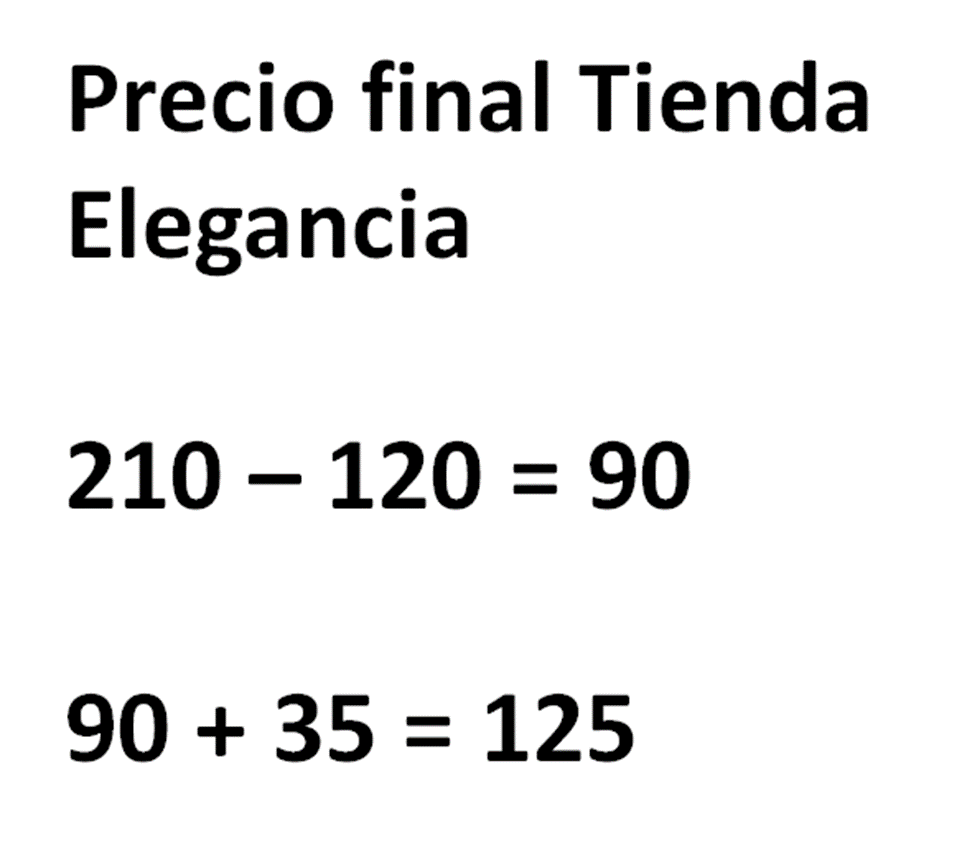 Precio final Tienda
Elegancia
210 – 120 = 90
90 + 35 = 125